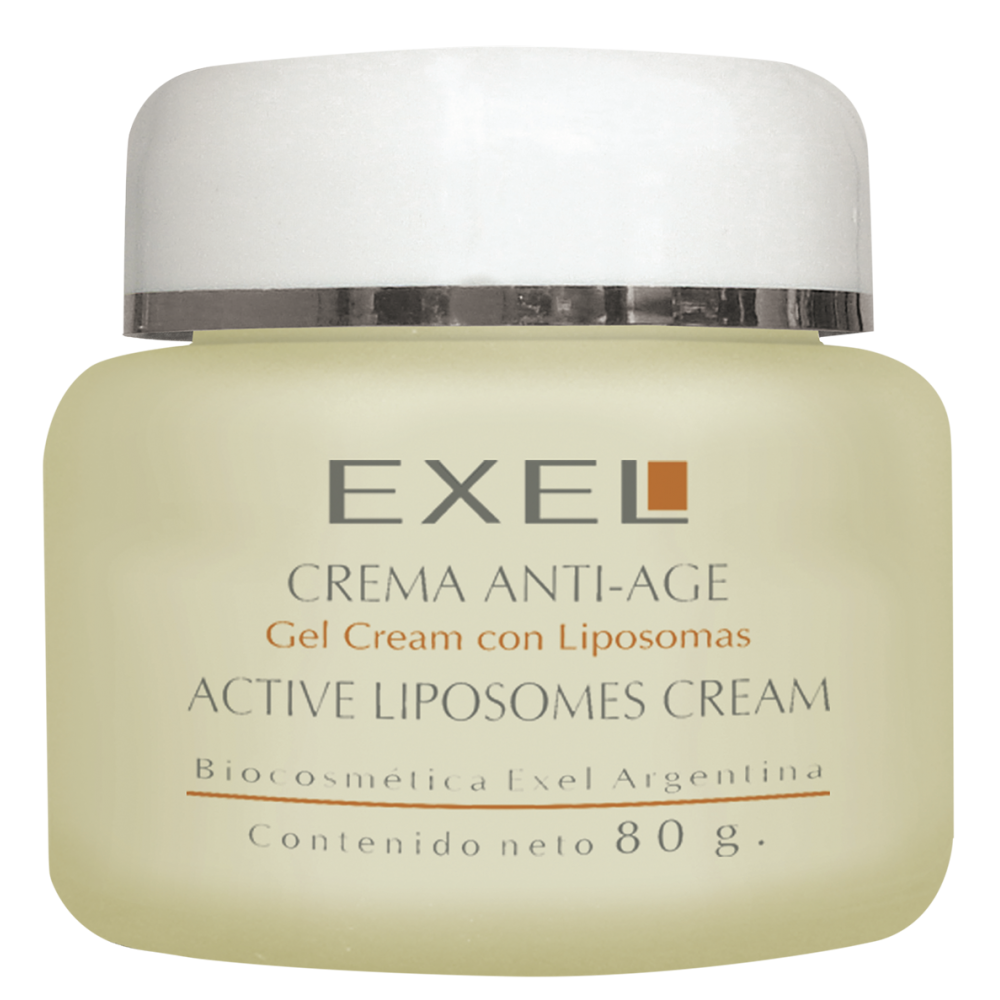 EXEL
CREMA ANTI-AGE
Gel Cream con Liposomas
ACTIVE LIPOSOMES CREAM
Biocosmética Exel Argentina
Contenido neto 80 g.